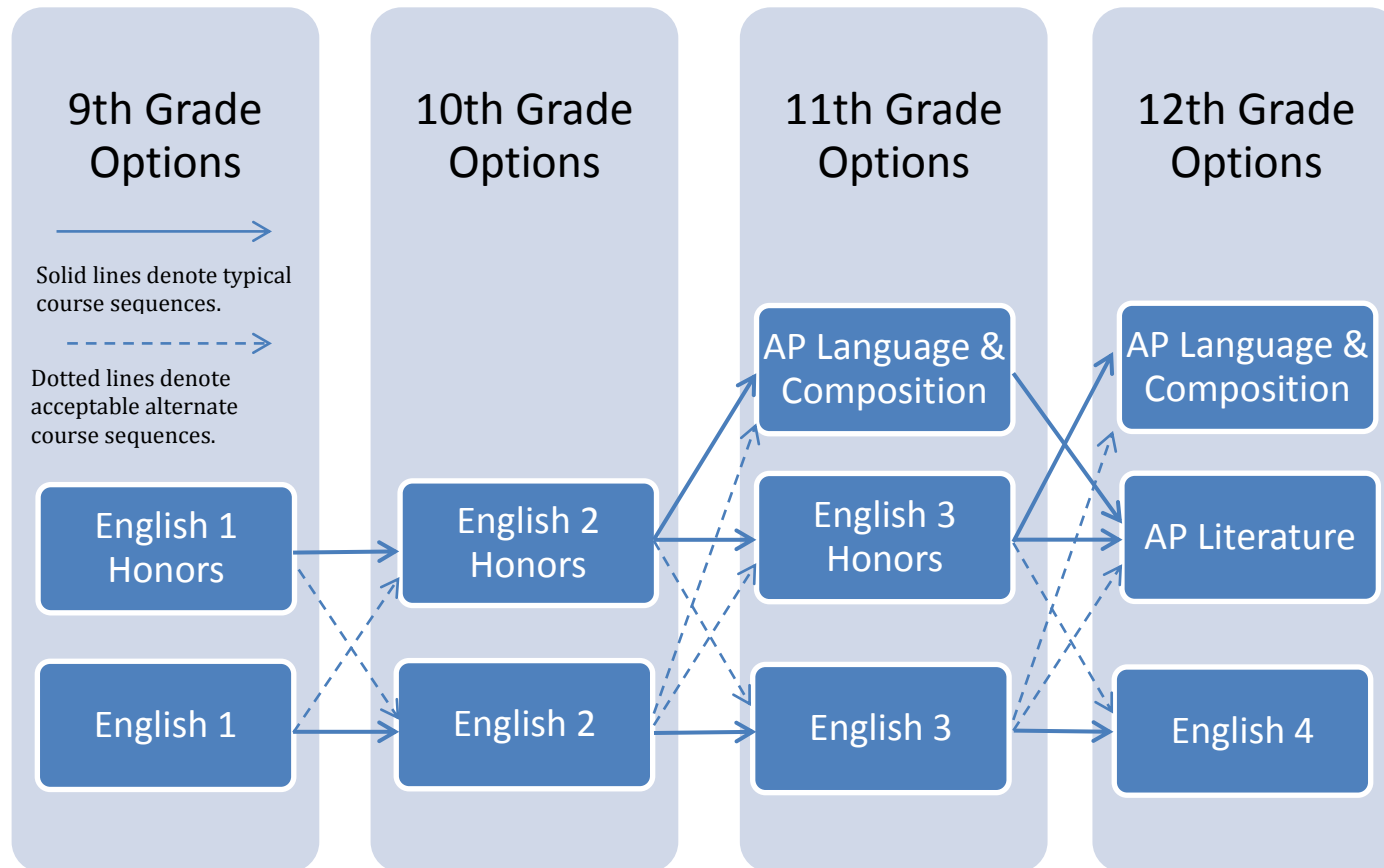 9th Grade
Options
Solid lines denote typical
course sequences.
Dotted lines denote
acceptable alternate
course sequences.
English 1
Honors
English 1
10th Grade
Options
English 2
Honors
English 2
11th Grade
Options
AP Language &
Composition
English 3
Honors
English 3
12th Grade
Options
AP Language &
Composition
AP Literature
English 4